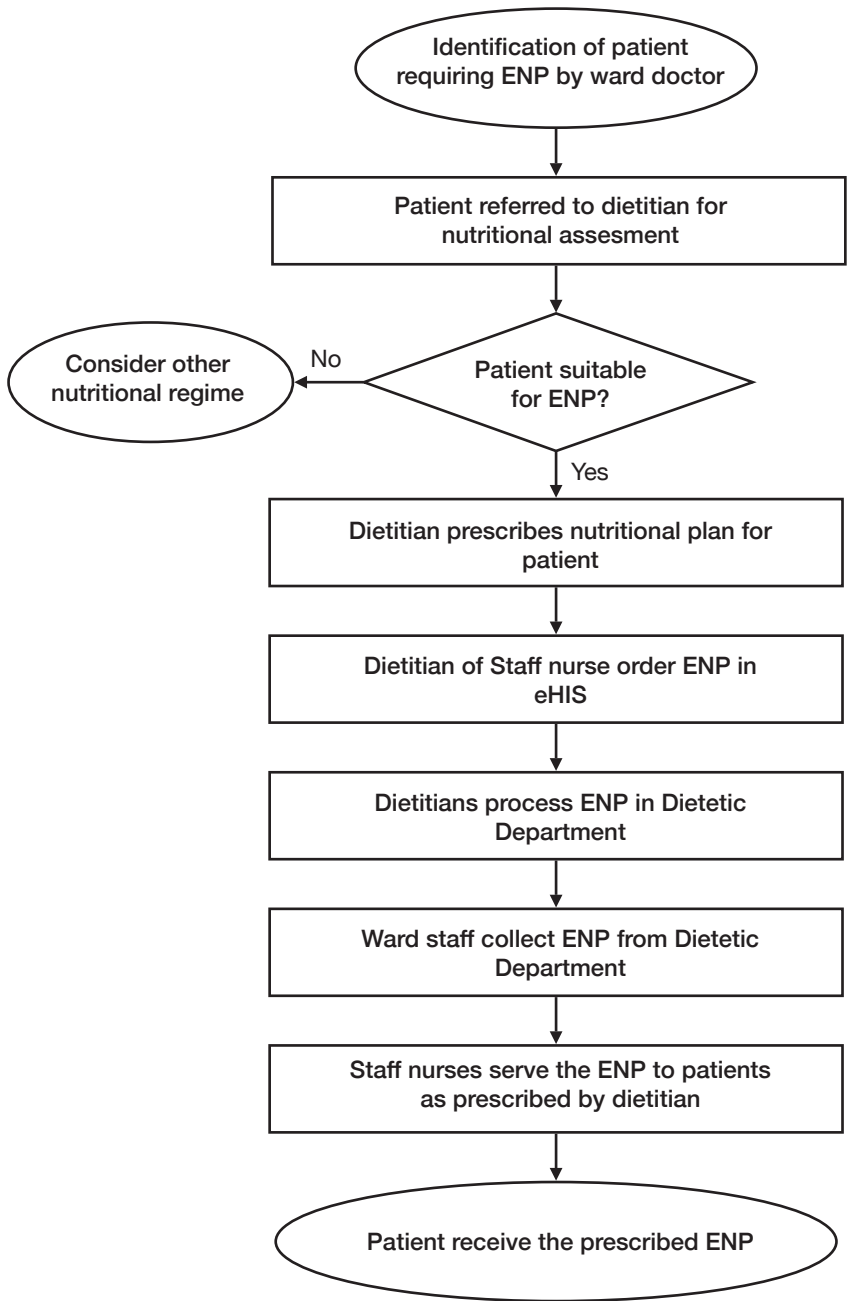 Identification of patient
requiring ENP by ward doctor
Patient referred to dietitian for
nutritional assesment
Consider other
nutritional regime
No
Patient suitable
for ENP?
Yes
Dietitian prescribes nutritional plan for
patient
Dietitian of Staff nurse order ENP in
eHIS
Dietitians process ENP in Dietetic
Department
Ward staff collect ENP from Dietetic
Department
Staff nurses serve the ENP to patients
as prescribed by dietitian
Patient receive the prescribed ENP